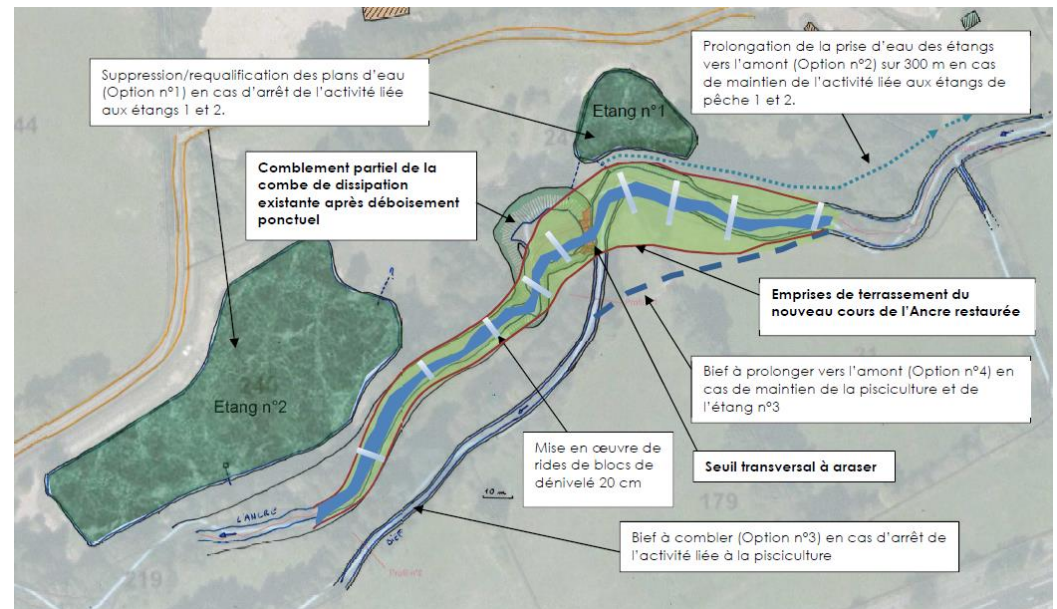 Suppression/requalification des plans d'eau
(Option n°1) en cas d'arrêt de l'activité liée
aux étangs 1 et 2.
Prolongation de la prise d'eau des étangs
vers l'amont (Option n°2) sur 300 m en cas
de maintien de l'activité liée aux étangs de
pêche 1 et 2.
44
Etang n°1
Comblement partiel de la
combe de dissipation
existante après déboisement
ponctuel
Emprises de terrassement du
nouveau cours de l'Ancre restaurée
Bief à prolonger vers l'amont (Option n°4) en
cas de maintien de la pisciculture et de
l'étang n°3
Etang n°2
Mise en œuvre de
rides de blocs de
dénivelé 20 cm
Seuil transversal à araser
10 m
179
L'ANCRE
Bief à combler (Option n°3) en cas d'arrêt de
l'activité liée à la pisciculture
219